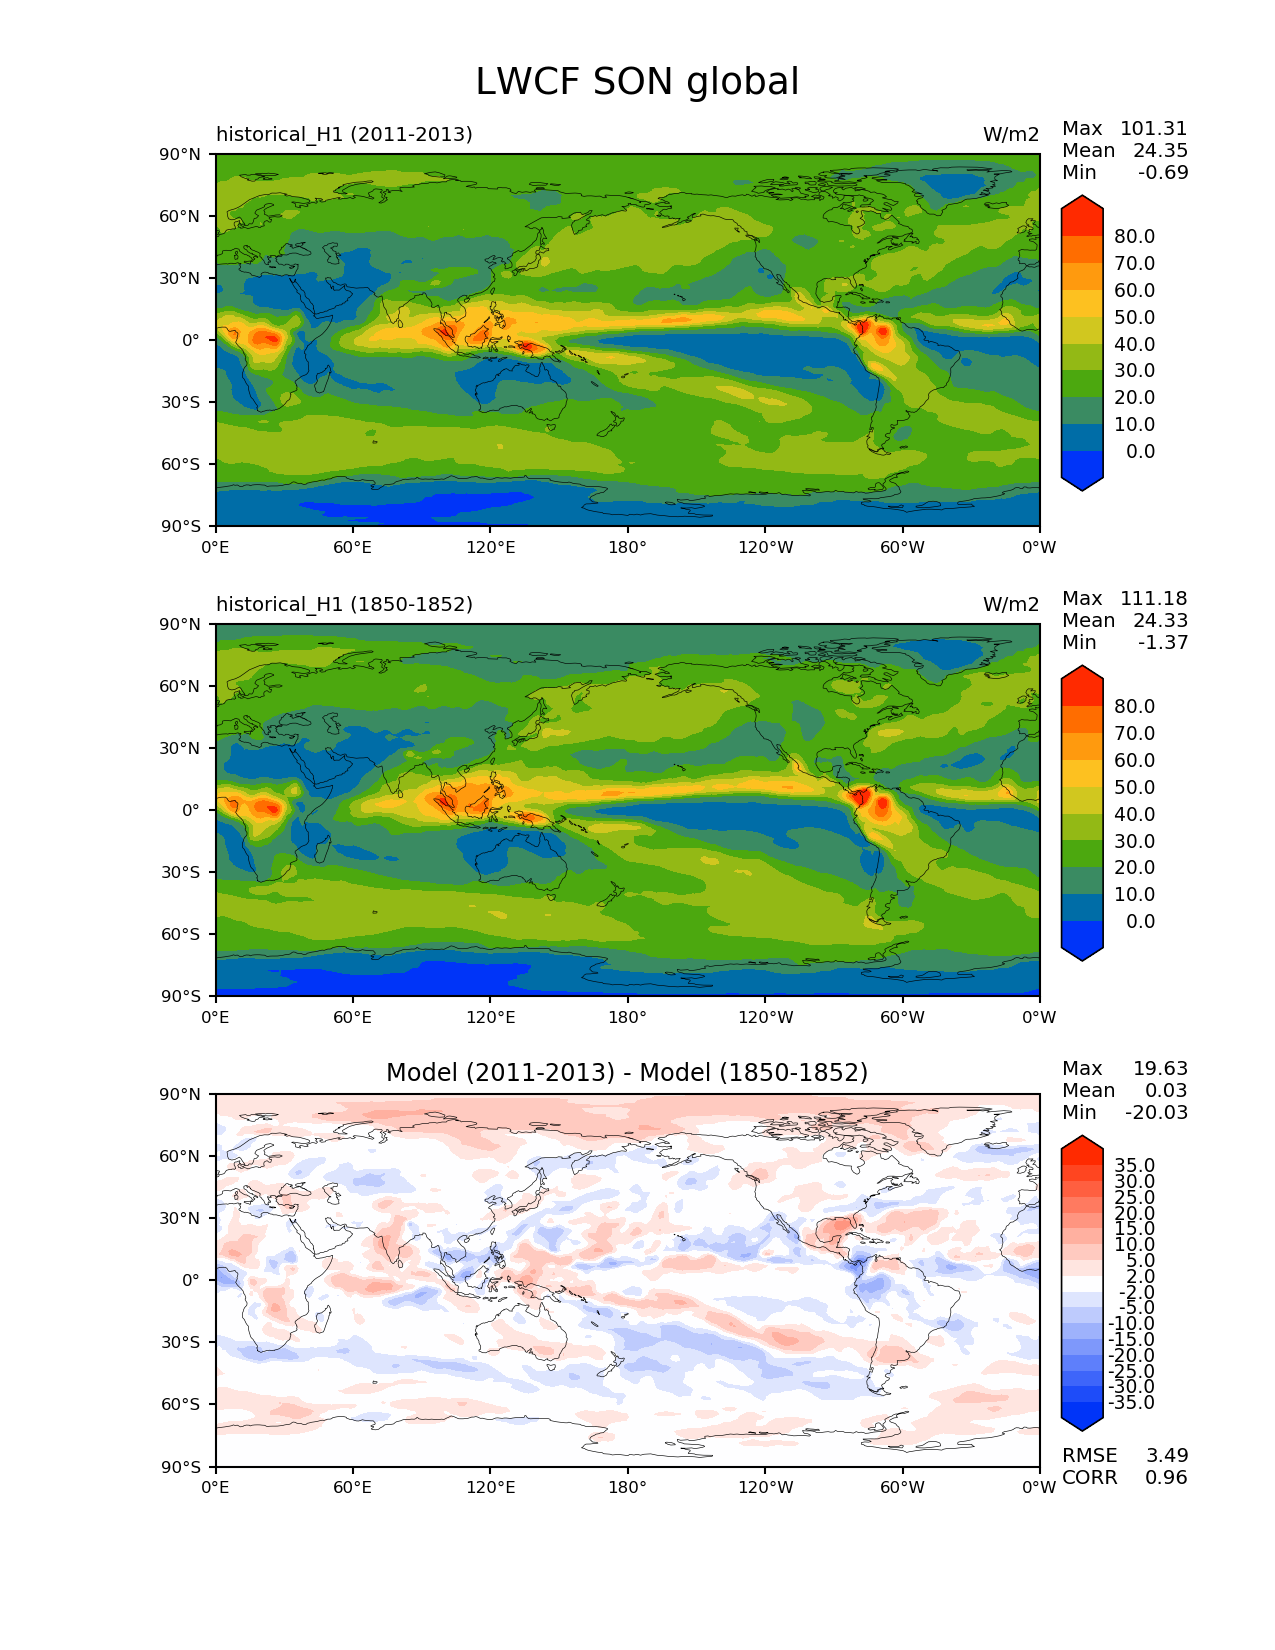 LWCF SON global
historical_H1 (2011-2013) W/m2
Max 101.31
Mean 24.35
Min -0.69
90°N
60°N
30°N
0°
30°S
60°S
90°S
0°E 60°E 120°E 180° 120°W 60°W 0°W
80.0
70.0
60.0
50.0
40.0
30.0
20.0
10.0
0.0
historical_H1 (1850-1852) W/m2
Max 111.18
Mean 24.33
Min -1.37
90°N
60°N
30°N
0°
30°S
60°S
90°S
0°E 60°E 120°E 180° 120°W 60°W 0°W
80.0
70.0
60.0
50.0
40.0
30.0
20.0
10.0
0.0
Model (2011-2013) - Model (1850-1852)
Max 19.63
Mean 0.03
Min -20.03
90°N
60°N
30°N
0°
30°S
60°S
90°S
0°E 60°E 120°E 180° 120°W 60°W 0°W
35.0
30.0
25.0
20.0
15.0
10.0
5.0
2.0
-2.0
-5.0
-10.0
-15.0
-20.0
-25.0
-30.0
-35.0
RMSE 3.49
CORR 0.96